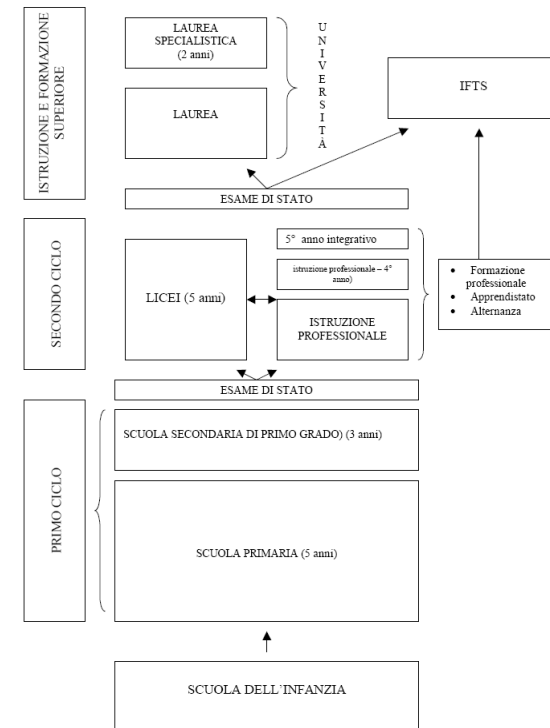 ISTRUZIONE E FORMAZIONE
SUPERIORE
LAUREA
SPECIALISTICA
(2 anni)
LAUREA
UNIVERSITÀ
IFTS
ESAME DI STATO
SECONDO CICLO
LICEI (5 anni)
5° anno integrativo
istruzione professionale – 4°
anno)
ISTRUZIONE
PROFESSIONALE
• Formazione
professionale
• Apprendistato
• Alternanza
ESAME DI STATO
PRIMO CICLO
SCUOLA SECONDARIA DI PRIMO GRADO) (3 anni)
SCUOLA PRIMARIA (5 anni)
SCUOLA DELL'INFANZIA